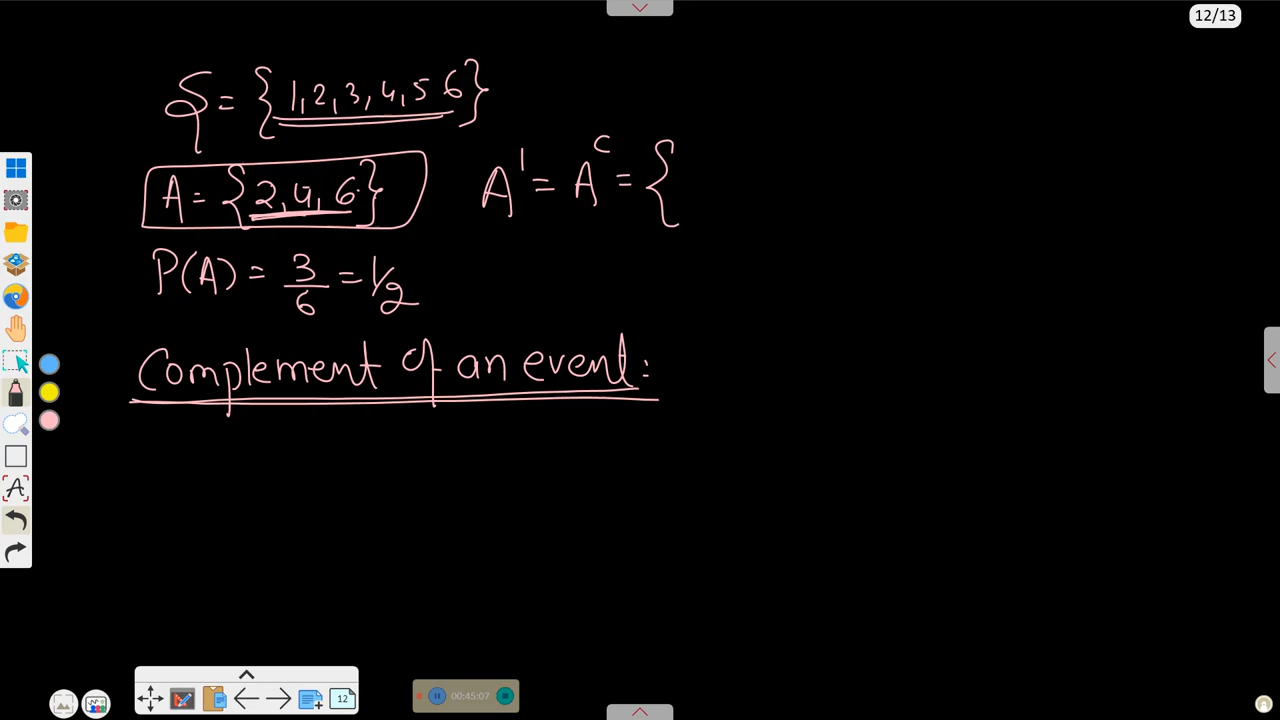 12/13
S = {1,2,3,4,5 6}
A = {2,4,6} A' = Aᶜ = {
P(A) = 3/6 = 1/2
Complement of an event:
12
00:45:07